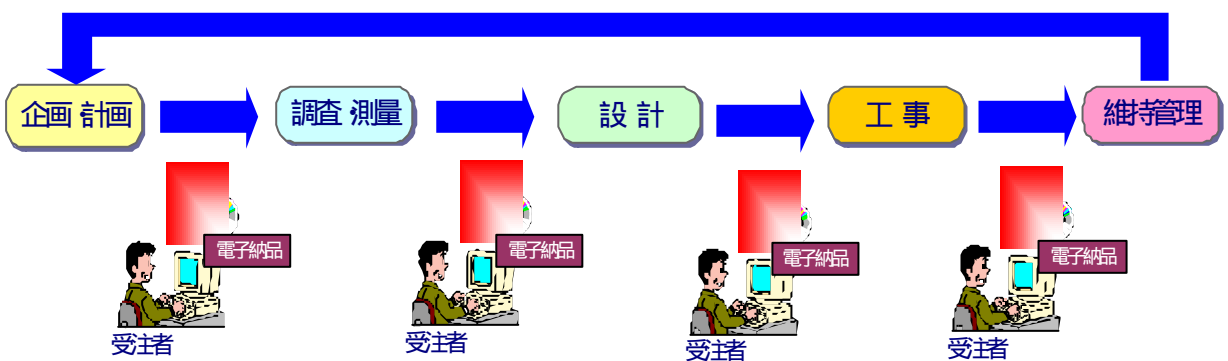 企画・計画
調査・測量
設 計
工 事
維持管理
電子納品
電子納品
電子納品
電子納品
受注者
受注者
受注者
受注者